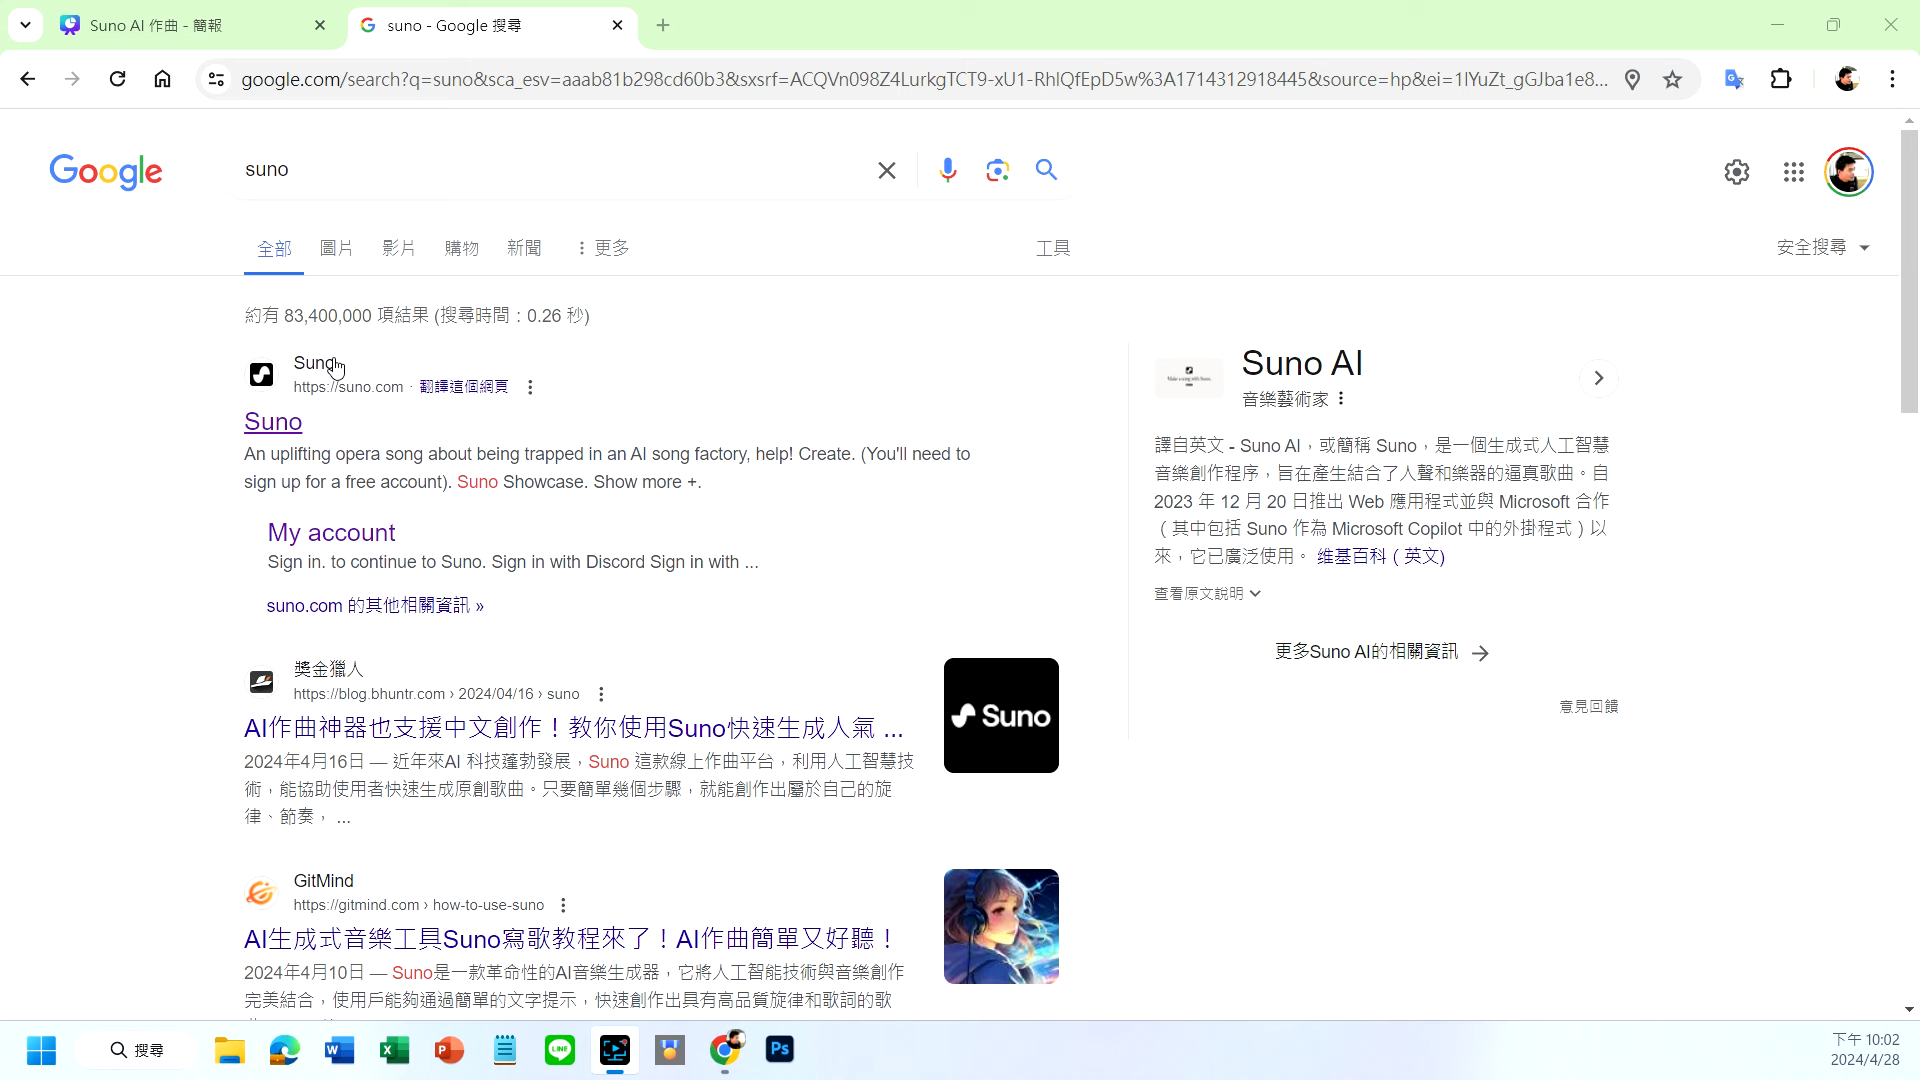 Suno AI 作曲 - 簡報
suno - Google 搜尋
google.com/search?q=suno&sca_esv=aaab81b298cd60b3&sxsrf=ACQVn098Z4LurkgTCT9-xU1-RhlQfEpD5w%3A1714312918445&source=hp&ei=1lYuZt_gGJba1e8...
Google
suno
全部
圖片
影片
購物
新聞
更多
工具
安全搜尋
約有 83,400,000 項結果 (搜尋時間：0.26 秒)
Suno
https://suno.com · 翻譯這個網頁
Suno
An uplifting opera song about being trapped in an AI song factory, help! Create. (You'll need to
sign up for a free account). Suno Showcase. Show more +.
My account
Sign in. to continue to Suno. Sign in with Discord Sign in with ...
suno.com 的其他相關資訊 »
獎金獵人
https://blog.bhuntr.com › 2024/04/16 › suno
AI作曲神器也支援中文創作！教你使用Suno快速生成人氣 ...
2024年4月16日 — 近年來AI 科技蓬勃發展，Suno 這款線上作曲平台，利用人工智慧技
術，能協助使用者快速生成原創歌曲。只要簡單幾個步驟，就能創作出屬於自己的旋
律、節奏， ...
Suno
GitMind
https://gitmind.com › how-to-use-suno
AI生成式音樂工具Suno寫歌教程來了！AI作曲簡單又好聽！
2024年4月10日 — Suno是一款革命性的AI音樂生成器，它將人工智能技術與音樂創作
完美結合，使用戶能夠通過簡單的文字提示，快速創作出具有高品質旋律和歌詞的歌
Suno AI
音樂藝術家
譯自英文 - Suno AI，或簡稱 Suno，是一個生成式人工智慧
音樂創作程序，旨在產生結合了人聲和樂器的逼真歌曲。自
2023 年 12 月 20 日推出 Web 應用程式並與 Microsoft 合作
（其中包括 Suno 作為 Microsoft Copilot 中的外掛程式）以
來，它已廣泛使用。 維基百科 ( 英文)
查看原文說明
更多Suno AI的相關資訊
意見回饋
搜尋
下午 10:02
2024/4/28